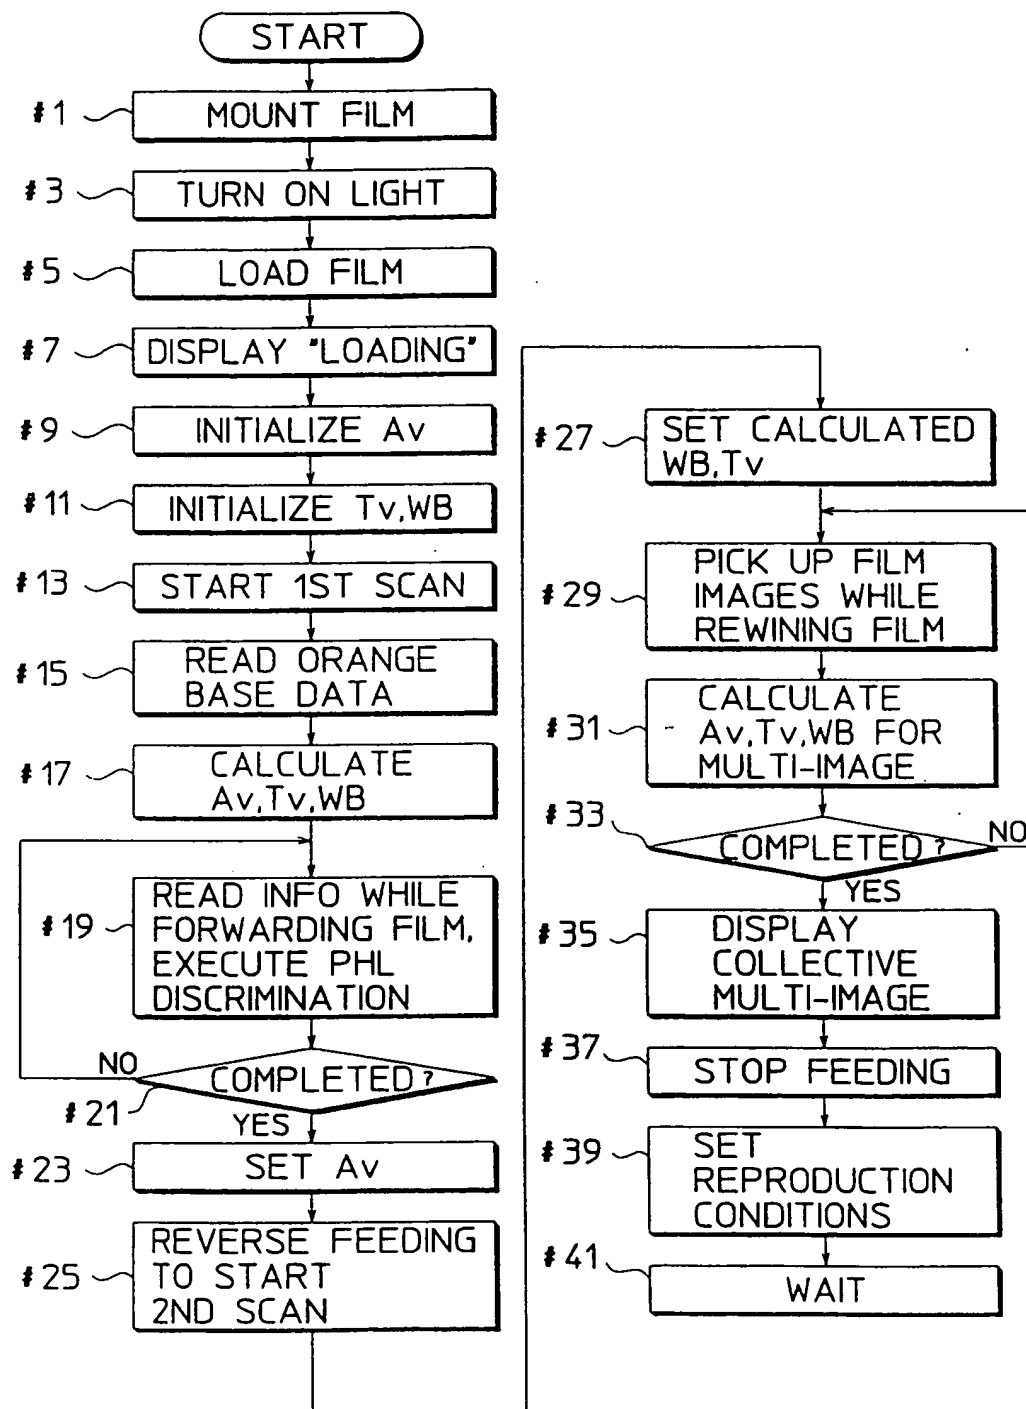 START
#1
MOUNT FILM
#3
TURN ON LIGHT
#5
LOAD FILM
#7
DISPLAY "LOADING"
#9
INITIALIZE Av
#11
INITIALIZE Tv,WB
#13
START 1ST SCAN
#15
READ ORANGE
BASE DATA
#17
CALCULATE
Av,Tv,WB
#19
READ INFO WHILE
FORWARDING FILM,
EXECUTE PHL
DISCRIMINATION
NO
COMPLETED?
#21
YES
#23
SET Av
#25
REVERSE FEEDING
TO START
2ND SCAN
#27
SET CALCULATED
WB,Tv
#29
PICK UP FILM
IMAGES WHILE
REWINING FILM
#31
CALCULATE
Av,Tv,WB FOR
MULTI-IMAGE
#33
COMPLETED?
NO
YES
#35
DISPLAY
COLLECTIVE
MULTI-IMAGE
#37
STOP FEEDING
#39
SET
REPRODUCTION
CONDITIONS
#41
WAIT